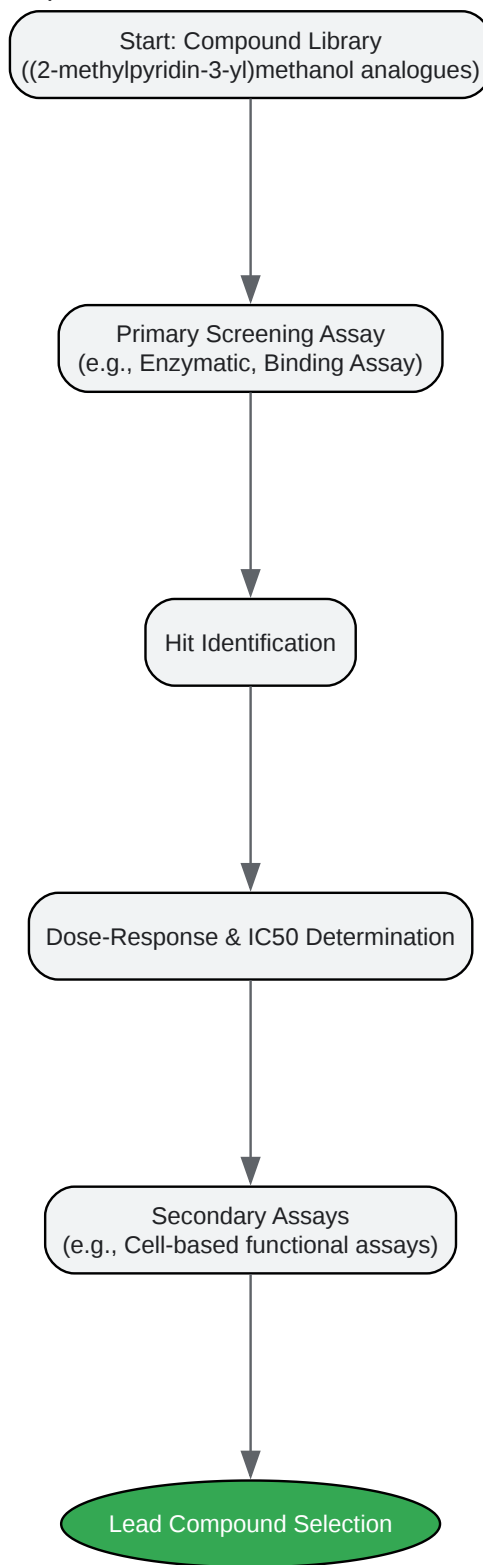 Start: Compound Library
((2-methylpyridin-3-yl)methanol analogues)
Primary Screening Assay
(e.g., Enzymatic, Binding Assay)
Hit Identification
Dose-Response & IC50 Determination
Secondary Assays
(e.g., Cell-based functional assays)
Lead Compound Selection